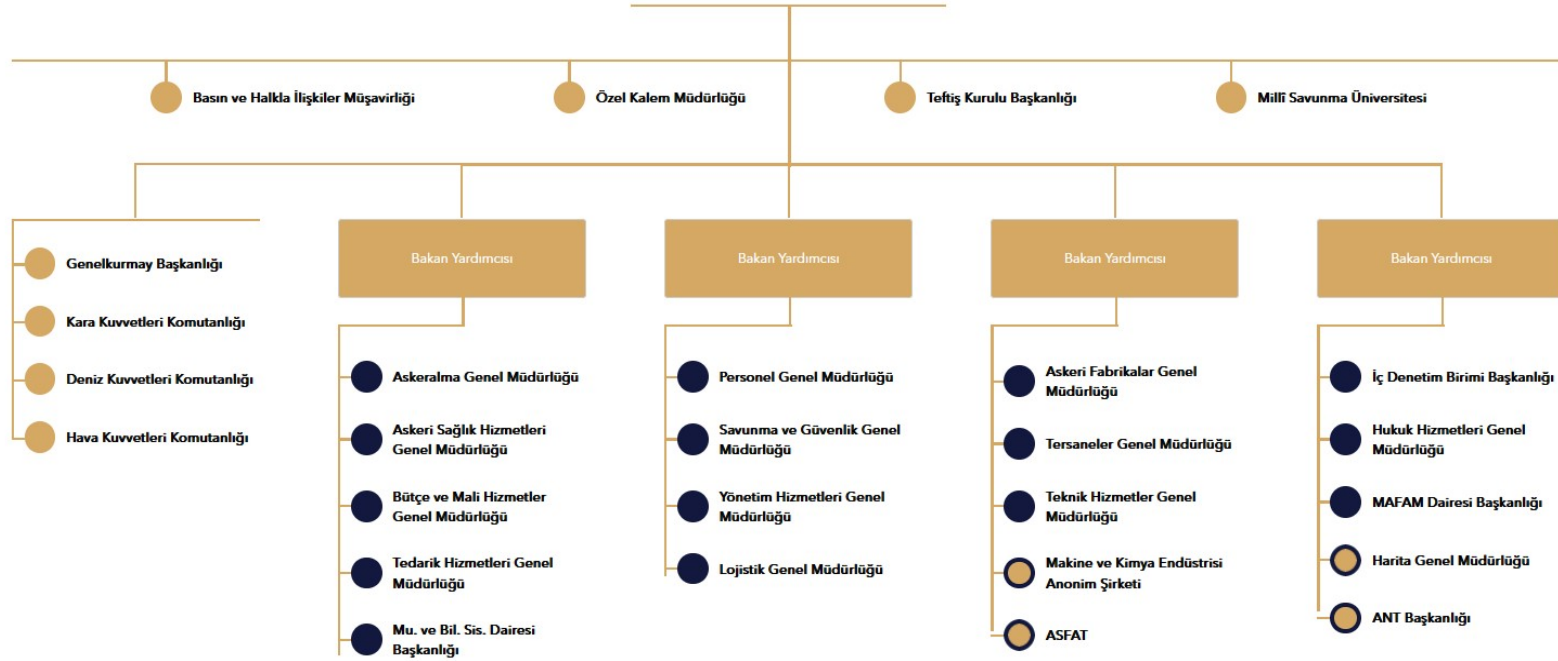 Basın ve Halkla İlişkiler Müşavirliği
Özel Kalem Müdürlüğü
Teftiş Kurulu Başkanlığı
Millî Savunma Üniversitesi
Genelkurmay Başkanlığı
Kara Kuvvetleri Komutanlığı
Deniz Kuvvetleri Komutanlığı
Hava Kuvvetleri Komutanlığı
Bakan Yardımcısı
Askeralma Genel Müdürlüğü
Askeri Sağlık Hizmetleri
Genel Müdürlüğü
Bütçe ve Mali Hizmetler
Genel Müdürlüğü
Tedarik Hizmetleri Genel
Müdürlüğü
Mu. ve Bil. Sis. Dairesi
Başkanlığı
Bakan Yardımcısı
Personel Genel Müdürlüğü
Savunma ve Güvenlik Genel
Müdürlüğü
Yönetim Hizmetleri Genel
Müdürlüğü
Lojistik Genel Müdürlüğü
Bakan Yardımcısı
Askeri Fabrikalar Genel
Müdürlüğü
Tersaneler Genel Müdürlüğü
Teknik Hizmetler Genel
Müdürlüğü
Makine ve Kimya Endüstrisi
Anonim Şirketi
ASFAT
Bakan Yardımcısı
İç Denetim Birimi Başkanlığı
Hukuk Hizmetleri Genel
Müdürlüğü
MAFAM Dairesi Başkanlığı
Harita Genel Müdürlüğü
ANT Başkanlığı